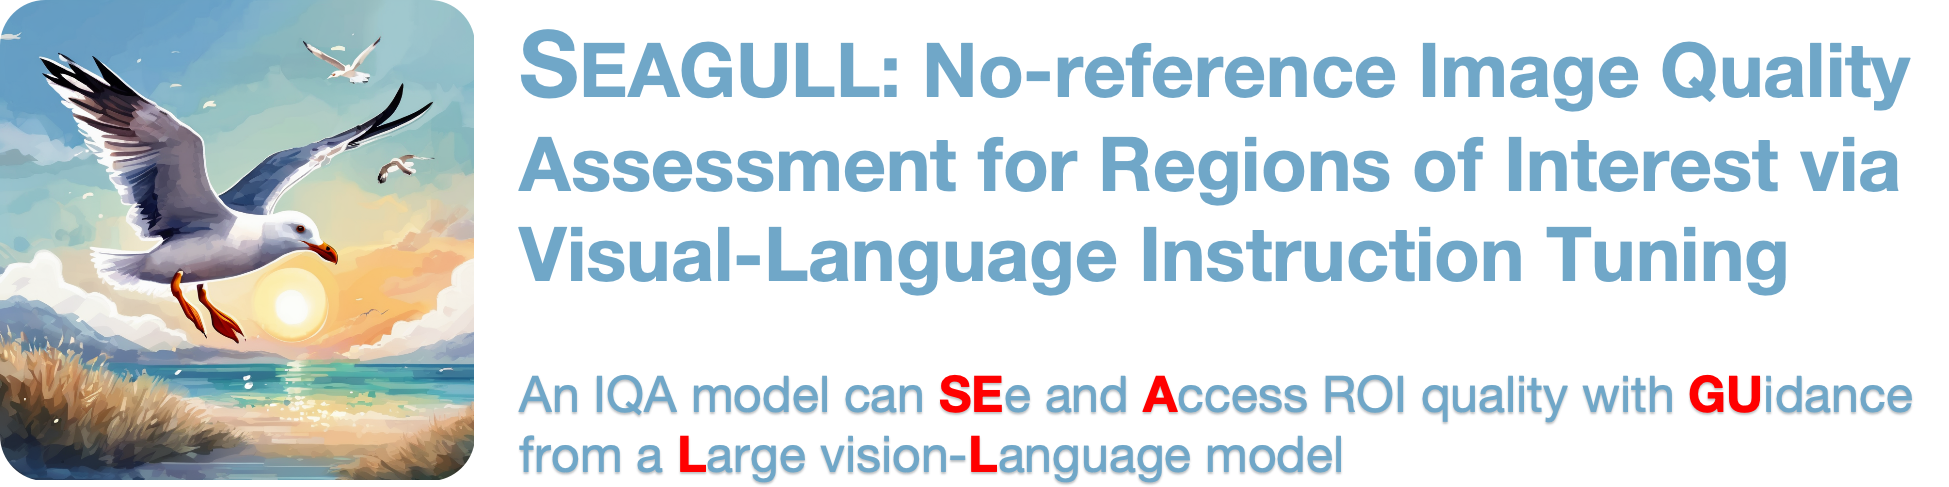 SEAGULL: No-reference Image Quality
Assessment for Regions of Interest via
Visual-Language Instruction Tuning
An IQA model can SEe and Access ROI quality with GUidance
from a Large vision-Language model